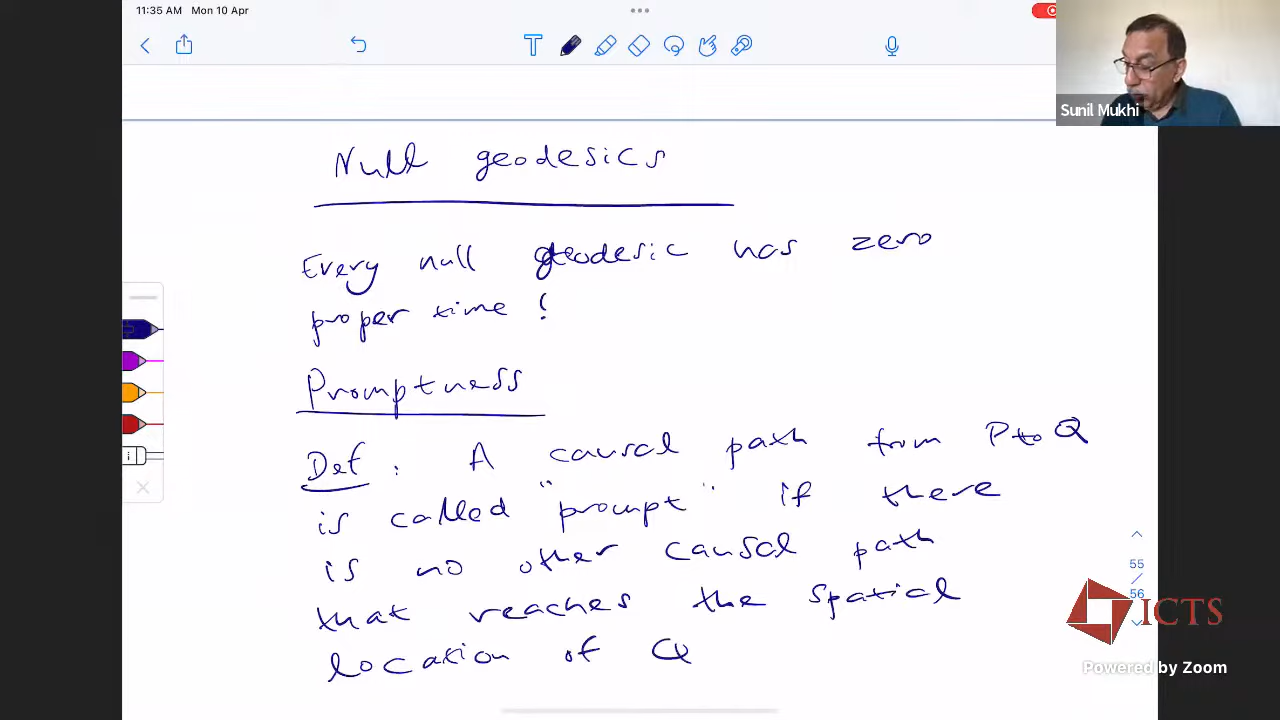 11:35 AM Mon 10 Apr
Sunil Mukhi
Null geodesics
Every null geodesic has zero
proper time !
Promptness
Def : A causal path from P to Q
is called "prompt" if there
is no other causal path
that reaches the spatial
location of Q
55
/
56
ICTS
Powered by Zoom